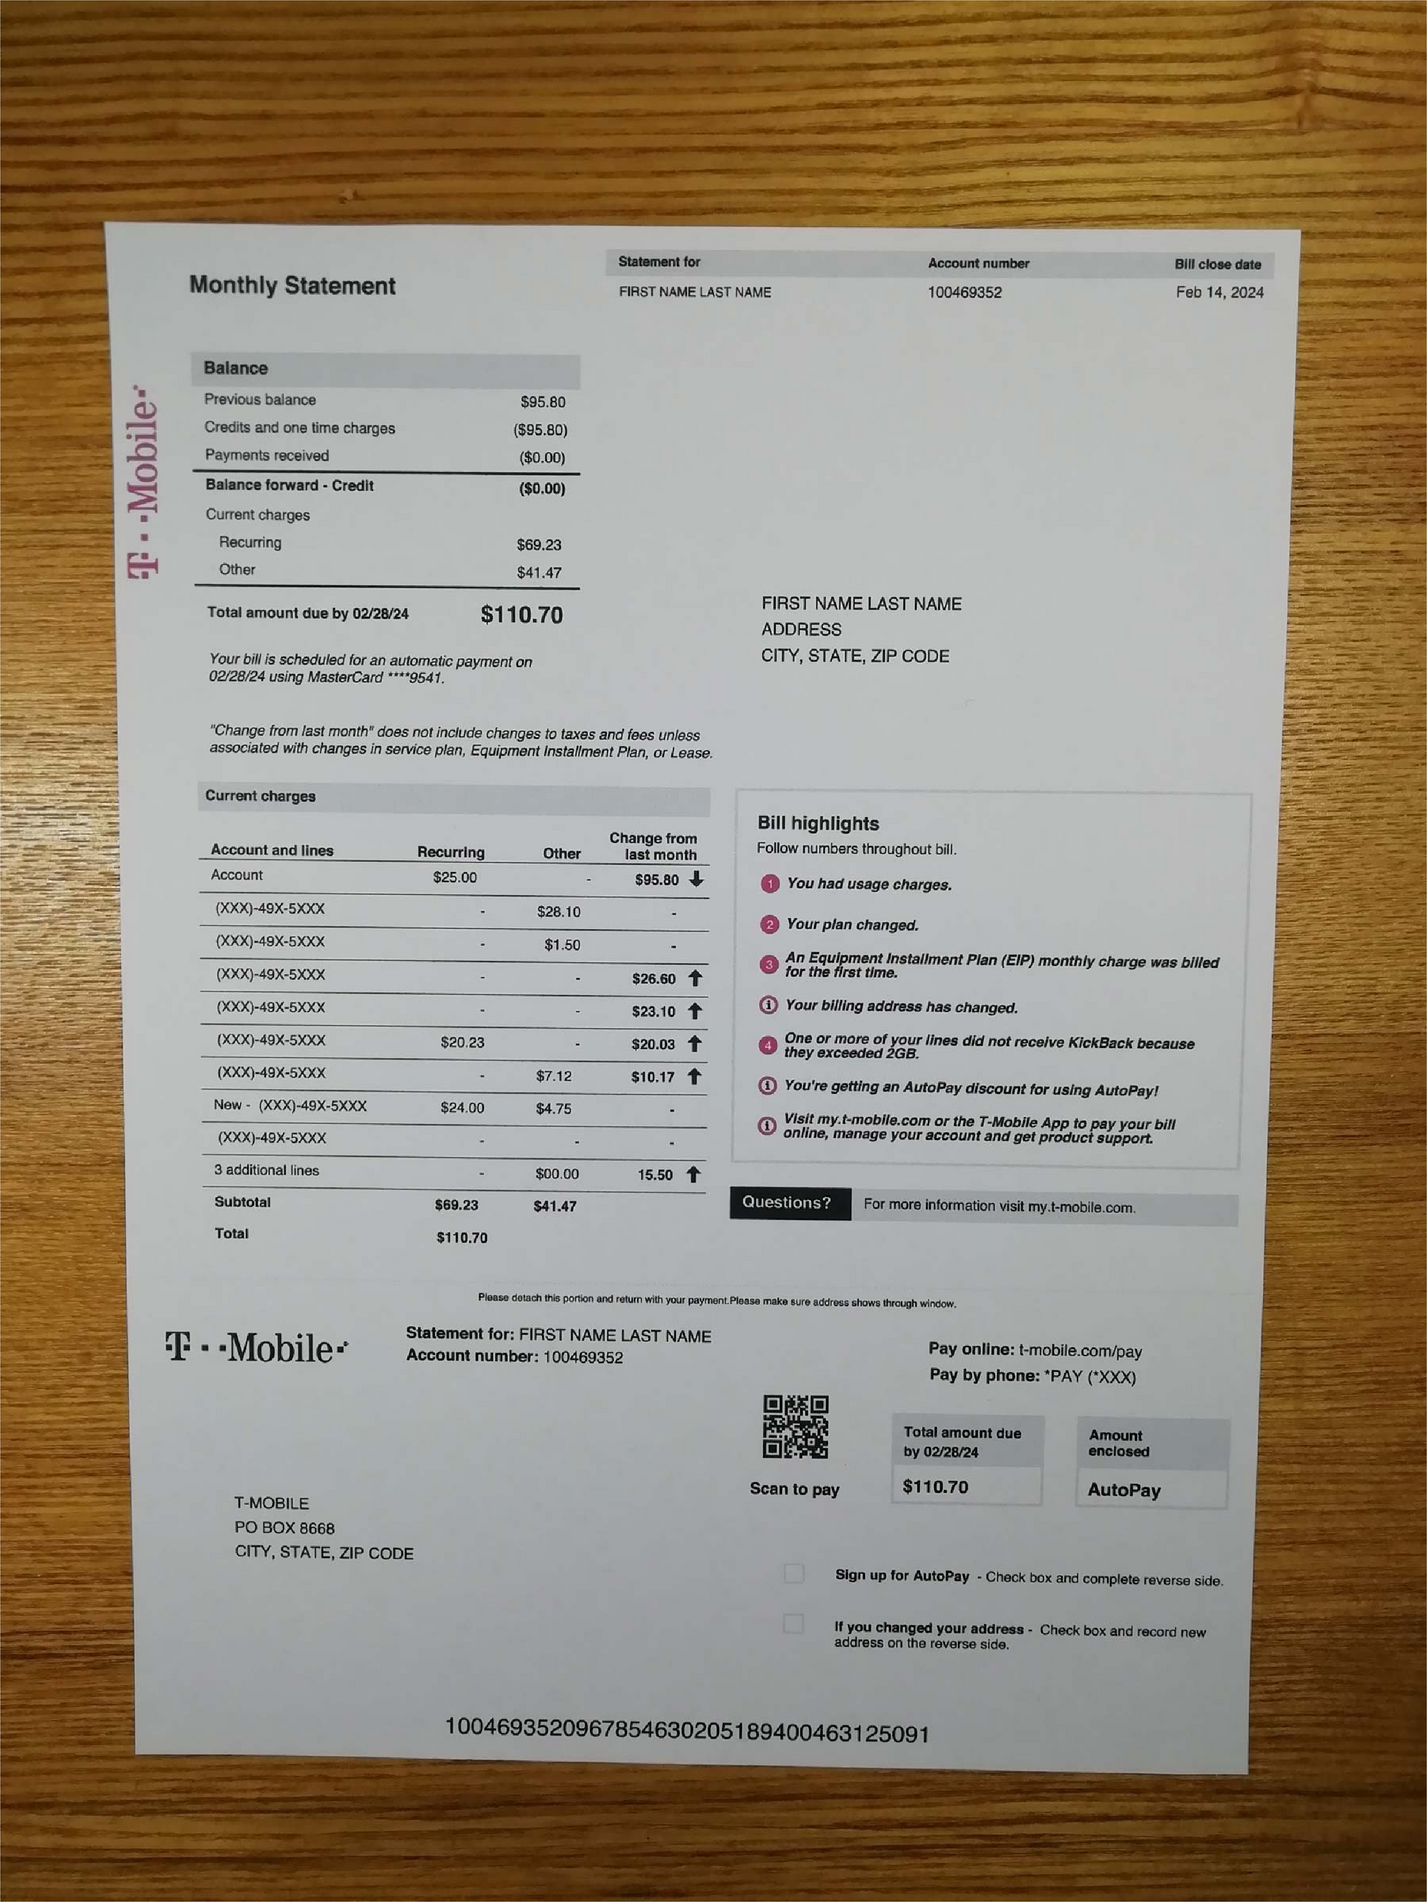 Monthly Statement
Statement for Account number Bill close date
FIRST NAME LAST NAME 100469352 Feb 14, 2024
T··Mobile·
Balance
Previous balance $95.80
Credits and one time charges ($95.80)
Payments received ($0.00)
Balance forward - Credit ($0.00)
Current charges
Recurring $69.23
Other $41.47
Total amount due by 02/28/24 $110.70
Your bill is scheduled for an automatic payment on
02/28/24 using MasterCard ****9541.
FIRST NAME LAST NAME
ADDRESS
CITY, STATE, ZIP CODE
"Change from last month" does not include changes to taxes and fees unless
associated with changes in service plan, Equipment Installment Plan, or Lease.
Current charges
Account and lines Recurring Other Change from last month
Account $25.00 - $95.80 ↓
(XXX)-49X-5XXX - $28.10 -
(XXX)-49X-5XXX - $1.50 -
(XXX)-49X-5XXX - - $26.60 ↑
(XXX)-49X-5XXX - - $23.10 ↑
(XXX)-49X-5XXX $20.23 - $20.03 ↑
(XXX)-49X-5XXX - $7.12 $10.17 ↑
New - (XXX)-49X-5XXX $24.00 $4.75 -
(XXX)-49X-5XXX - - -
3 additional lines - $00.00 15.50 ↑
Subtotal $69.23 $41.47
Total $110.70
Bill highlights
Follow numbers throughout bill.
1 You had usage charges.
2 Your plan changed.
3 An Equipment Installment Plan (EIP) monthly charge was billed
for the first time.
i Your billing address has changed.
4 One or more of your lines did not receive KickBack because
they exceeded 2GB.
i You're getting an AutoPay discount for using AutoPay!
i Visit my.t-mobile.com or the T-Mobile App to pay your bill
online, manage your account and get product support.
Questions? For more information visit my.t-mobile.com.
Please detach this portion and return with your payment.Please make sure address shows through window.
T··Mobile·
Statement for: FIRST NAME LAST NAME
Account number: 100469352
Pay online: t-mobile.com/pay
Pay by phone: *PAY (*XXX)
Scan to pay
Total amount due
by 02/28/24
$110.70
Amount
enclosed
AutoPay
T-MOBILE
PO BOX 8668
CITY, STATE, ZIP CODE
Sign up for AutoPay - Check box and complete reverse side.
If you changed your address - Check box and record new
address on the reverse side.
100469352096785463020518940046312509​1